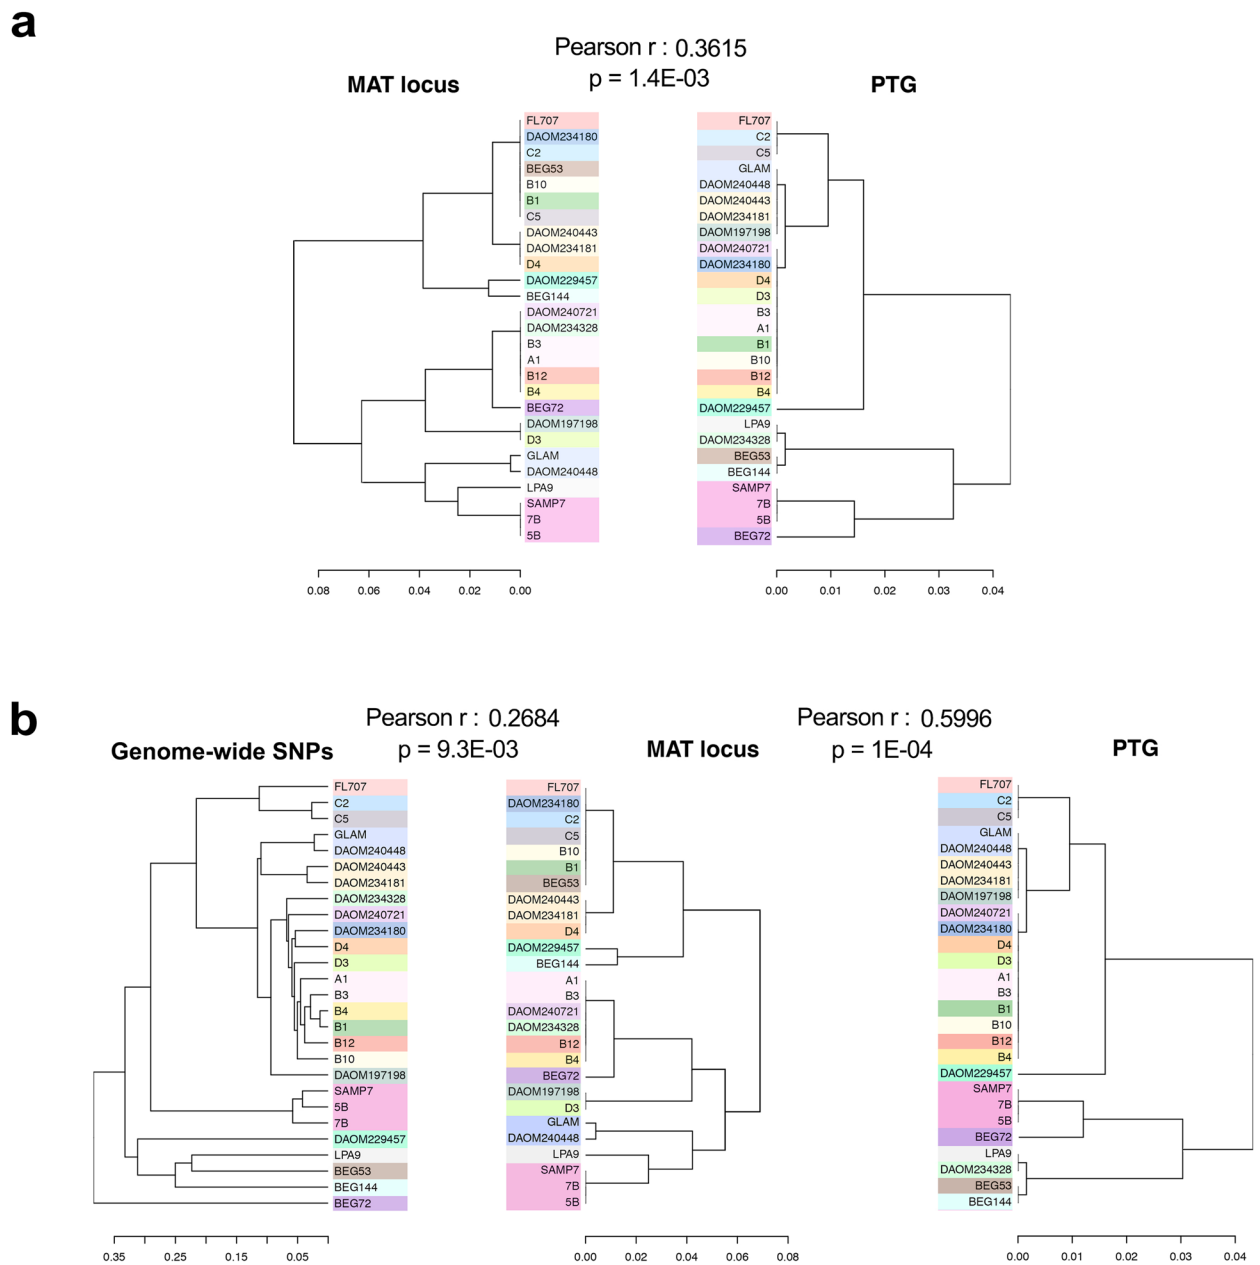 a
Pearson r : 0.3615
p = 1.4E-03
MAT locus
PTG
FL707
DAOM234180
C2
BEG53
B10
B1
C5
DAOM240443
DAOM234181
D4
DAOM229457
BEG144
DAOM240721
DAOM234328
B3
A1
B12
B4
BEG72
DAOM197198
D3
GLAM
DAOM240448
LPA9
SAMP7
7B
5B
0.08 0.06 0.04 0.02 0.00
FL707
C2
C5
GLAM
DAOM240448
DAOM240443
DAOM234181
DAOM197198
DAOM240721
DAOM234180
D4
D3
B3
A1
B1
B10
B12
B4
DAOM229457
LPA9
DAOM234328
BEG53
BEG144
SAMP7
7B
5B
BEG72
0.00 0.01 0.02 0.03 0.04
b
Pearson r : 0.2684
p = 9.3E-03
Pearson r : 0.5996
p = 1E-04
Genome-wide SNPs
MAT locus
PTG
FL707
C2
C5
GLAM
DAOM240448
DAOM240443
DAOM234181
DAOM234328
DAOM240721
DAOM234180
D4
D3
A1
B3
B4
B1
B12
B10
DAOM197198
SAMP7
5B
7B
DAOM229457
LPA9
BEG53
BEG144
BEG72
0.35 0.25 0.15 0.05
FL707
DAOM234180
C2
C5
B10
B1
BEG53
DAOM240443
DAOM234181
D4
DAOM229457
BEG144
A1
B3
DAOM240721
DAOM234328
B12
B4
BEG72
DAOM197198
D3
GLAM
DAOM240448
LPA9
SAMP7
7B
5B
0.00 0.02 0.04 0.06 0.08
FL707
C2
C5
GLAM
DAOM240448
DAOM240443
DAOM234181
DAOM197198
DAOM240721
DAOM234180
D4
D3
A1
B3
B1
B10
B12
B4
DAOM229457
SAMP7
7B
5B
BEG72
LPA9
DAOM234328
BEG53
BEG144
0.00 0.01 0.02 0.03 0.04